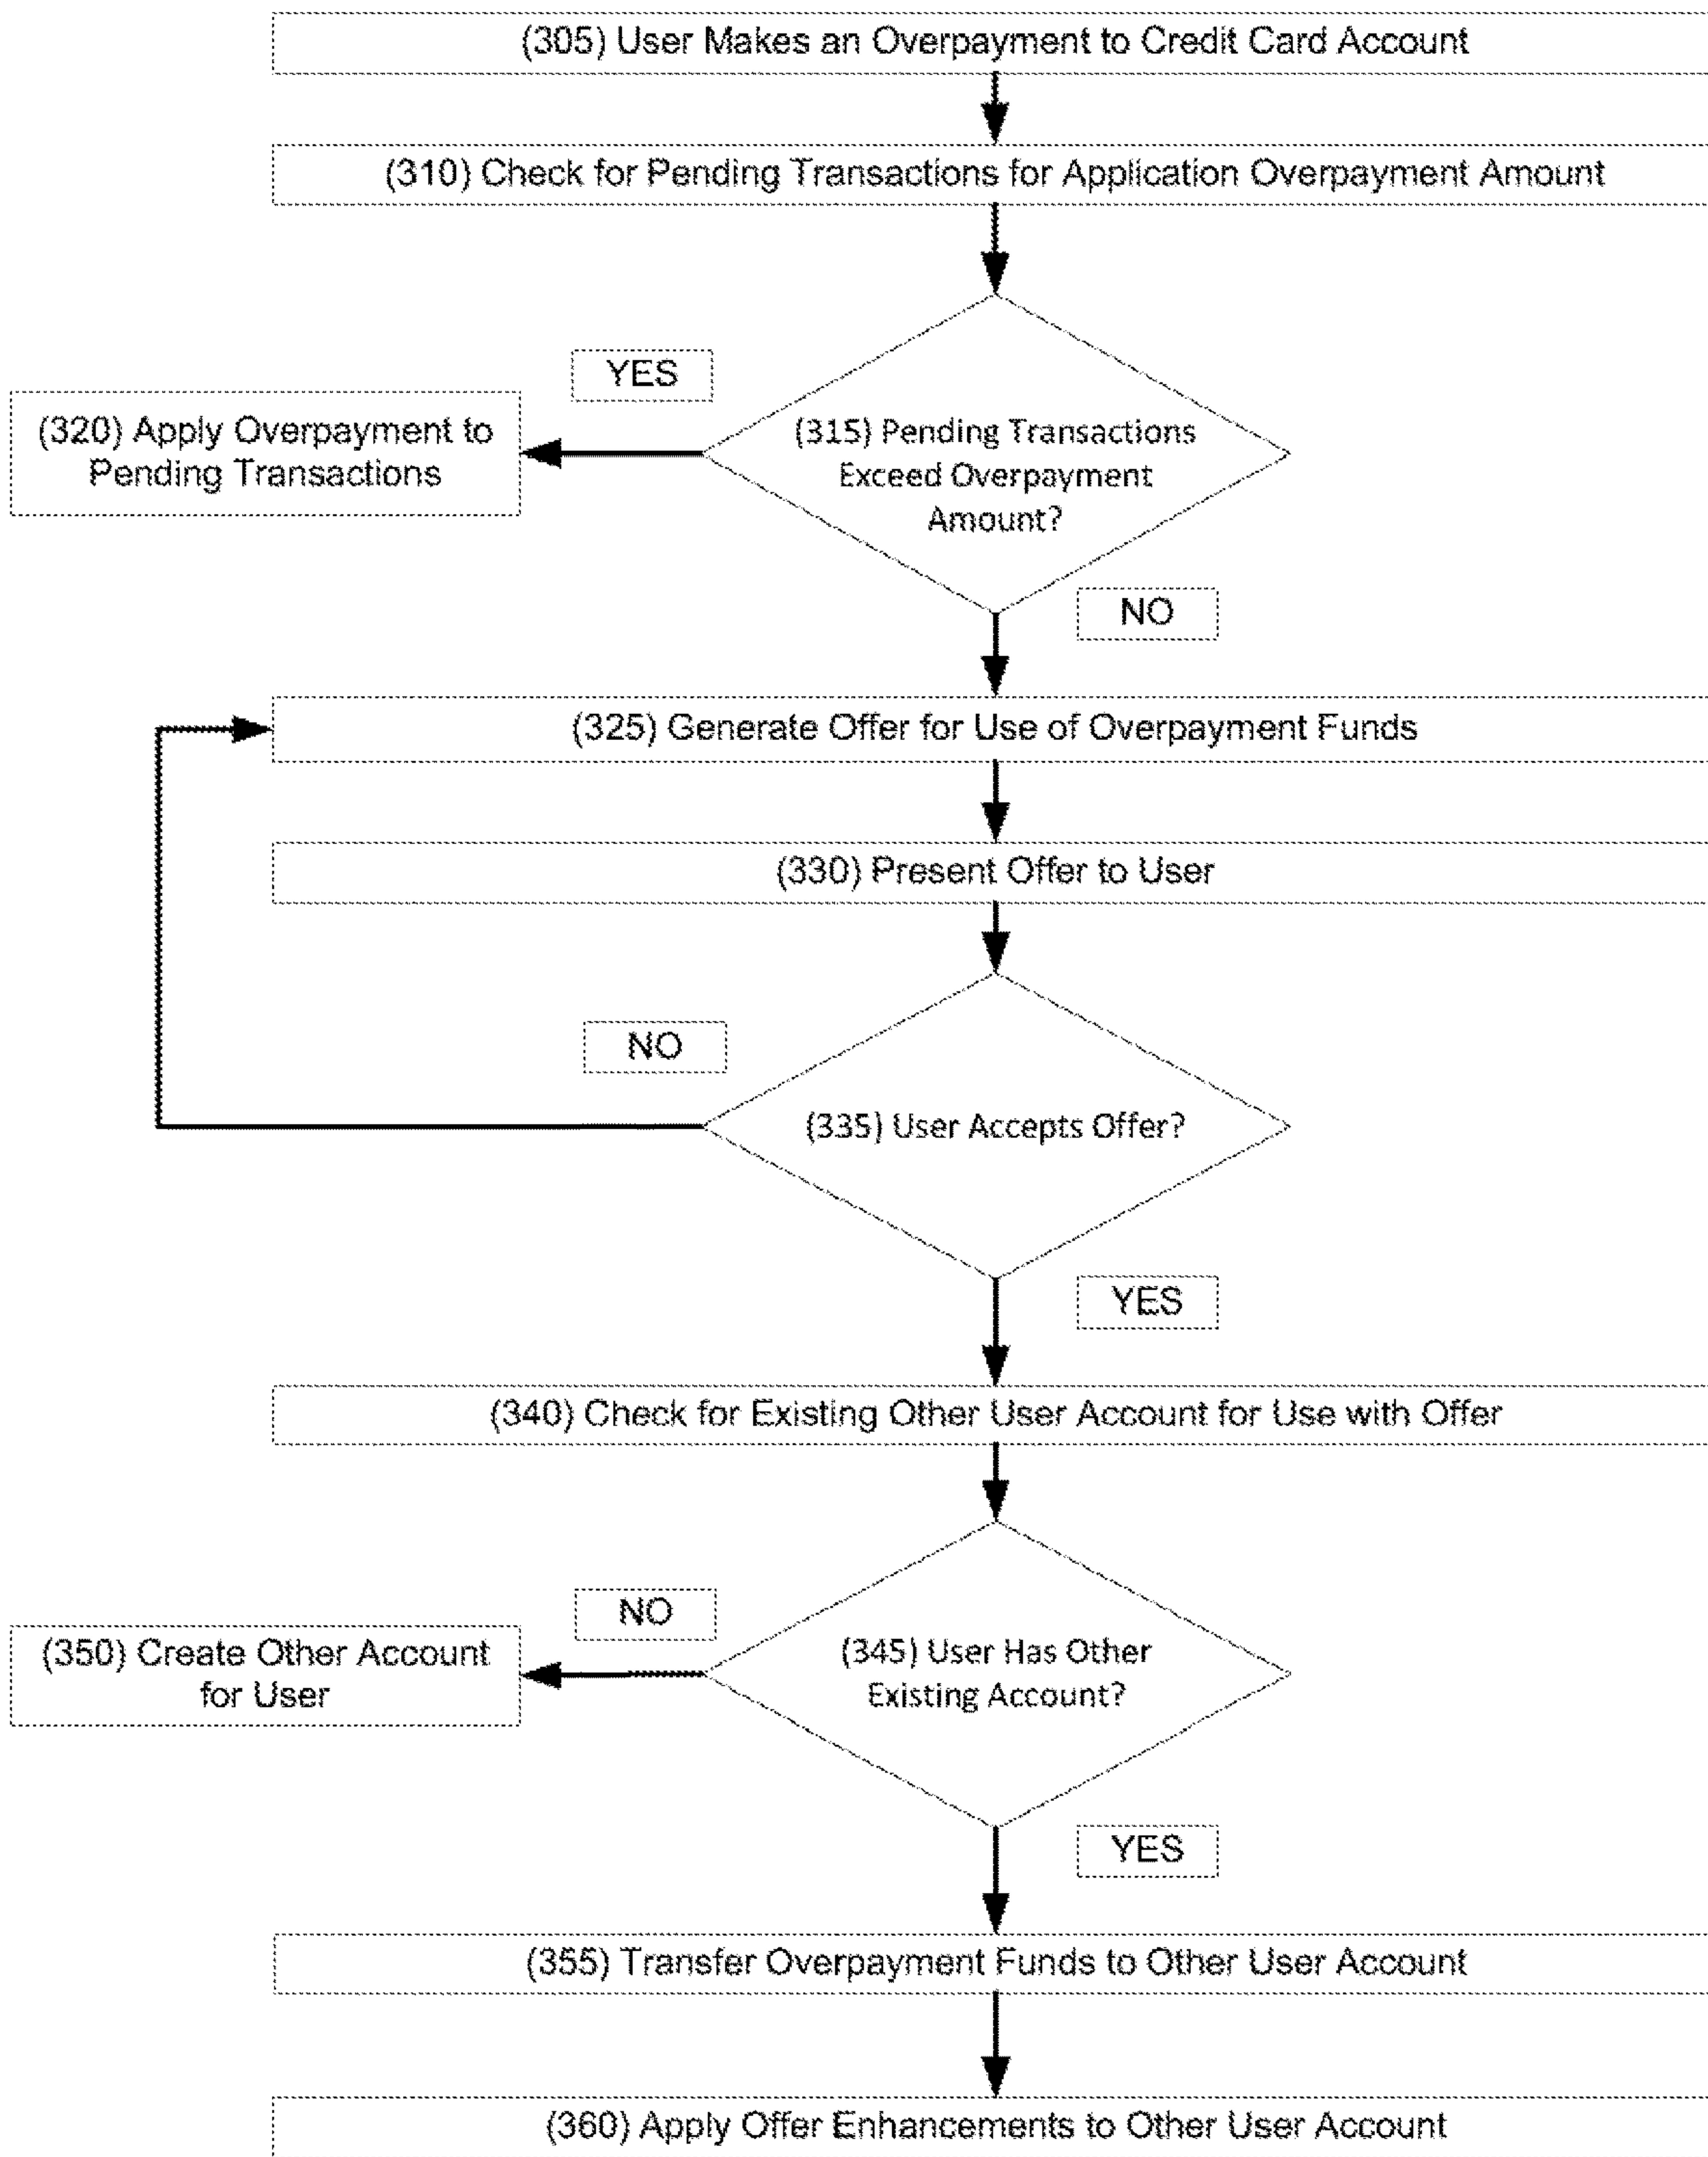 (305) User Makes an Overpayment to Credit Card Account
(310) Check for Pending Transactions for Application Overpayment Amount
YES
(320) Apply Overpayment to
Pending Transactions
(315) Pending Transactions
Exceed Overpayment
Amount?
NO
(325) Generate Offer for Use of Overpayment Funds
(330) Present Offer to User
NO
(335) User Accepts Offer?
YES
(340) Check for Existing Other User Account for Use with Offer
NO
(350) Create Other Account
for User
(345) User Has Other
Existing Account?
YES
(355) Transfer Overpayment Funds to Other User Account
(360) Apply Offer Enhancements to Other User Account